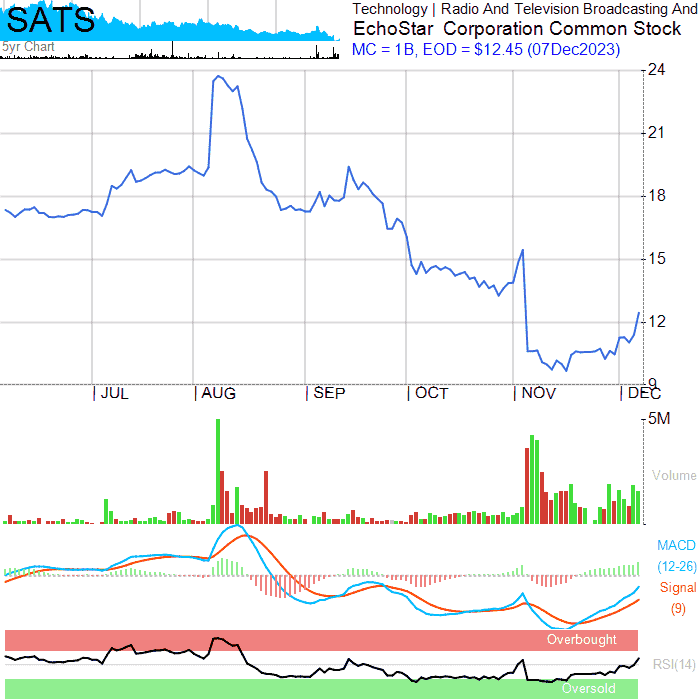 SATS
5yr Chart
Technology | Radio And Television Broadcasting And
EchoStar Corporation Common Stock
MC = 1B, EOD = $12.45 (07Dec2023)
24
21
18
15
12
9
JUL AUG SEP OCT NOV DEC
5M
Volume
MACD
(12-26)
Signal
(9)
Overbought
RSI(14)
Oversold